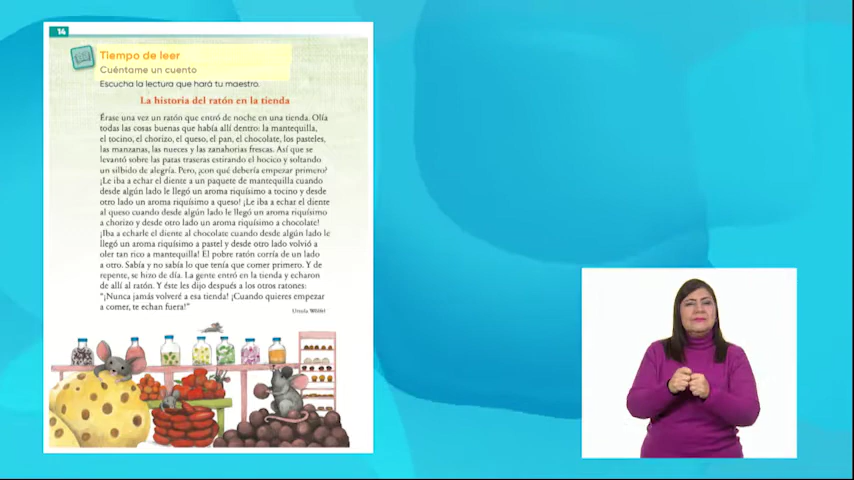 14
Tiempo de leer
Cuéntame un cuento
Escucha la lectura que hará tu maestro.
La historia del ratón en la tienda
Érase una vez un ratón que entró de noche en una tienda. Olía
todas las cosas buenas que había allí dentro: la mantequilla,
el tocino, el chorizo, el queso, el pan, el chocolate, los pasteles,
las manzanas, las nueces y las zanahorias frescas. Así que se
levantó sobre las patas traseras estirando el hocico y soltando
un silbido de alegría. Pero, ¿con qué debería empezar primero?
¡Le iba a echar el diente a un paquete de mantequilla cuando
desde algún lado le llegó un aroma riquísimo a tocino y desde
otro lado un aroma riquísimo a queso! ¡Le iba a echar el diente
al queso cuando desde algún lado le llegó un aroma riquísimo
a chorizo y desde otro lado un aroma riquísimo a chocolate!
¡Iba a echarle el diente al chocolate cuando desde algún lado le
llegó un aroma riquísimo a pastel y desde otro lado volvió a
oler tan rico a mantequilla! El pobre ratón corría de un lado
a otro. Sabía y no sabía lo que tenía que comer primero. Y de
repente, se hizo de día. La gente entró en la tienda y echaron
de allí al ratón. Y éste les dijo después a los otros ratones:
"¡Nunca jamás volveré a esa tienda! ¡Cuando quieres empezar
a comer, te echan fuera!"
Ursula Wölfel